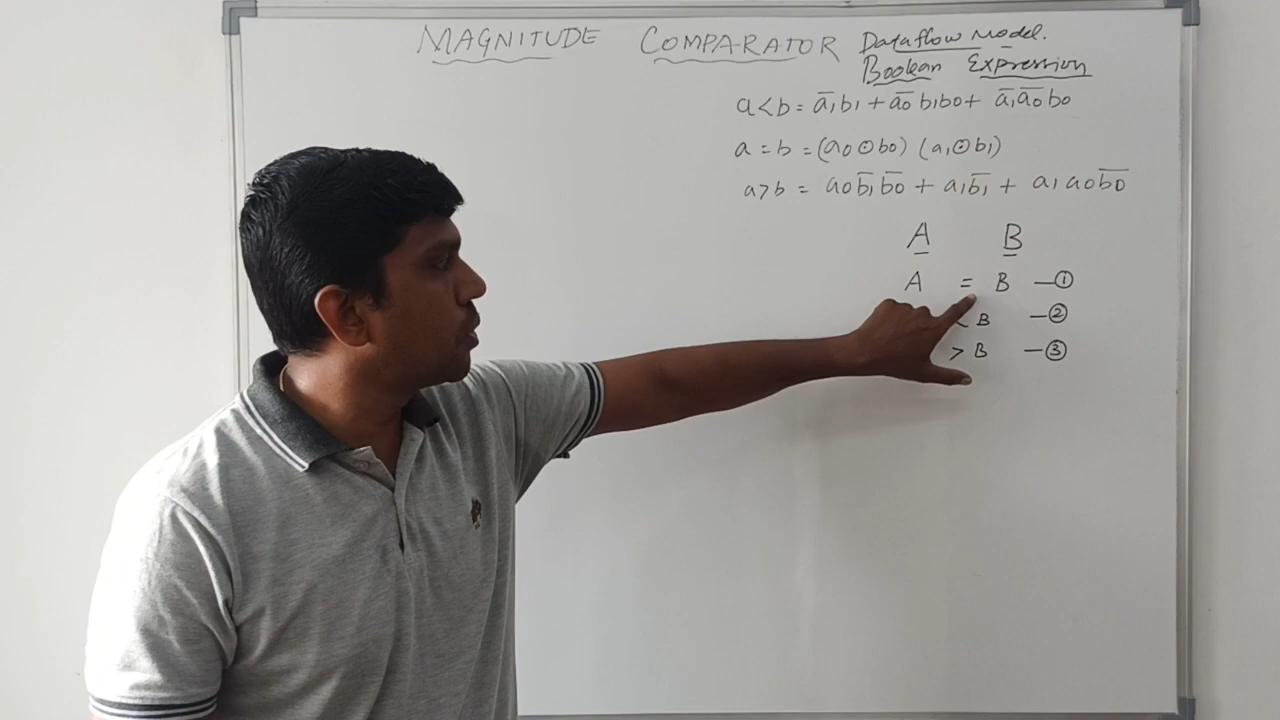 MAGNITUDE COMPARATOR Dataflow Model.
Boolean Expression
a<b = a̅₁b₁ + a̅0̅ b₁b0 + a̅₁a̅0̅ b0
a = b = (a0⊙b0) (a₁⊙b₁)
a>b = a0b̅₁b̅0̅ + a₁b̅₁ + a₁a0b̅0̅
A B
A = B —①
< B —②
> B —③